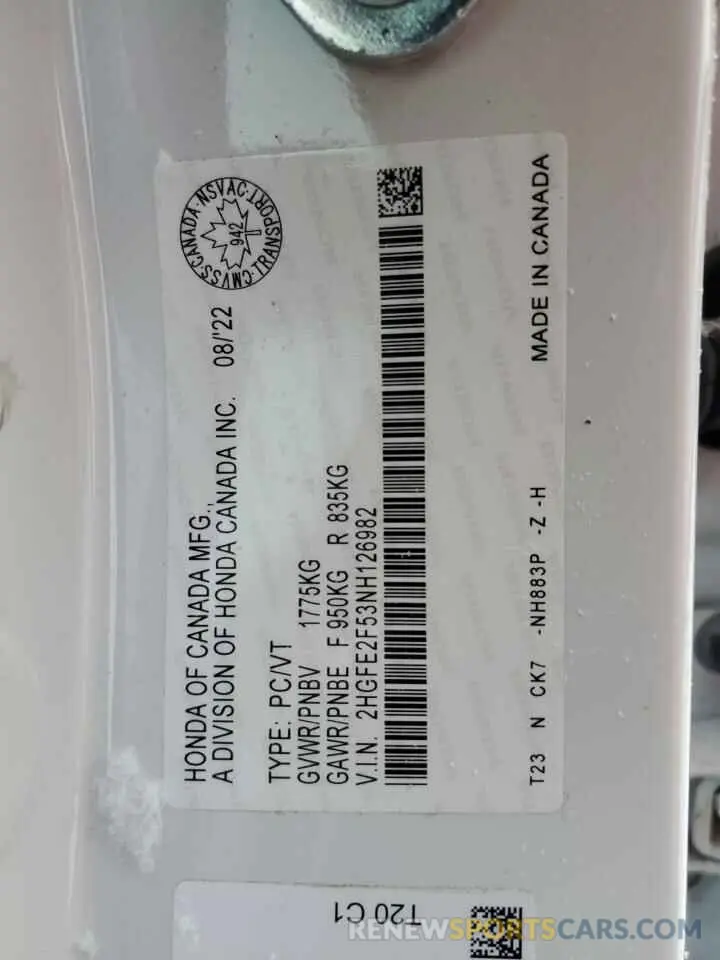 HONDA OF CANADA MFG.,
A DIVISION OF HONDA CANADA INC. 08/'22
CMVSS·CANADA·NSVAC·TRANSPORT
942
TYPE: PC/VT
GVWR/PNBV 1775KG
GAWR/PNBE F 950KG R 835KG
V.I.N. 2HGFE2F53NH126982
T23 N CK7 -NH883P -Z -H MADE IN CANADA
T20 C1
RENEWSPORTSCARS.COM